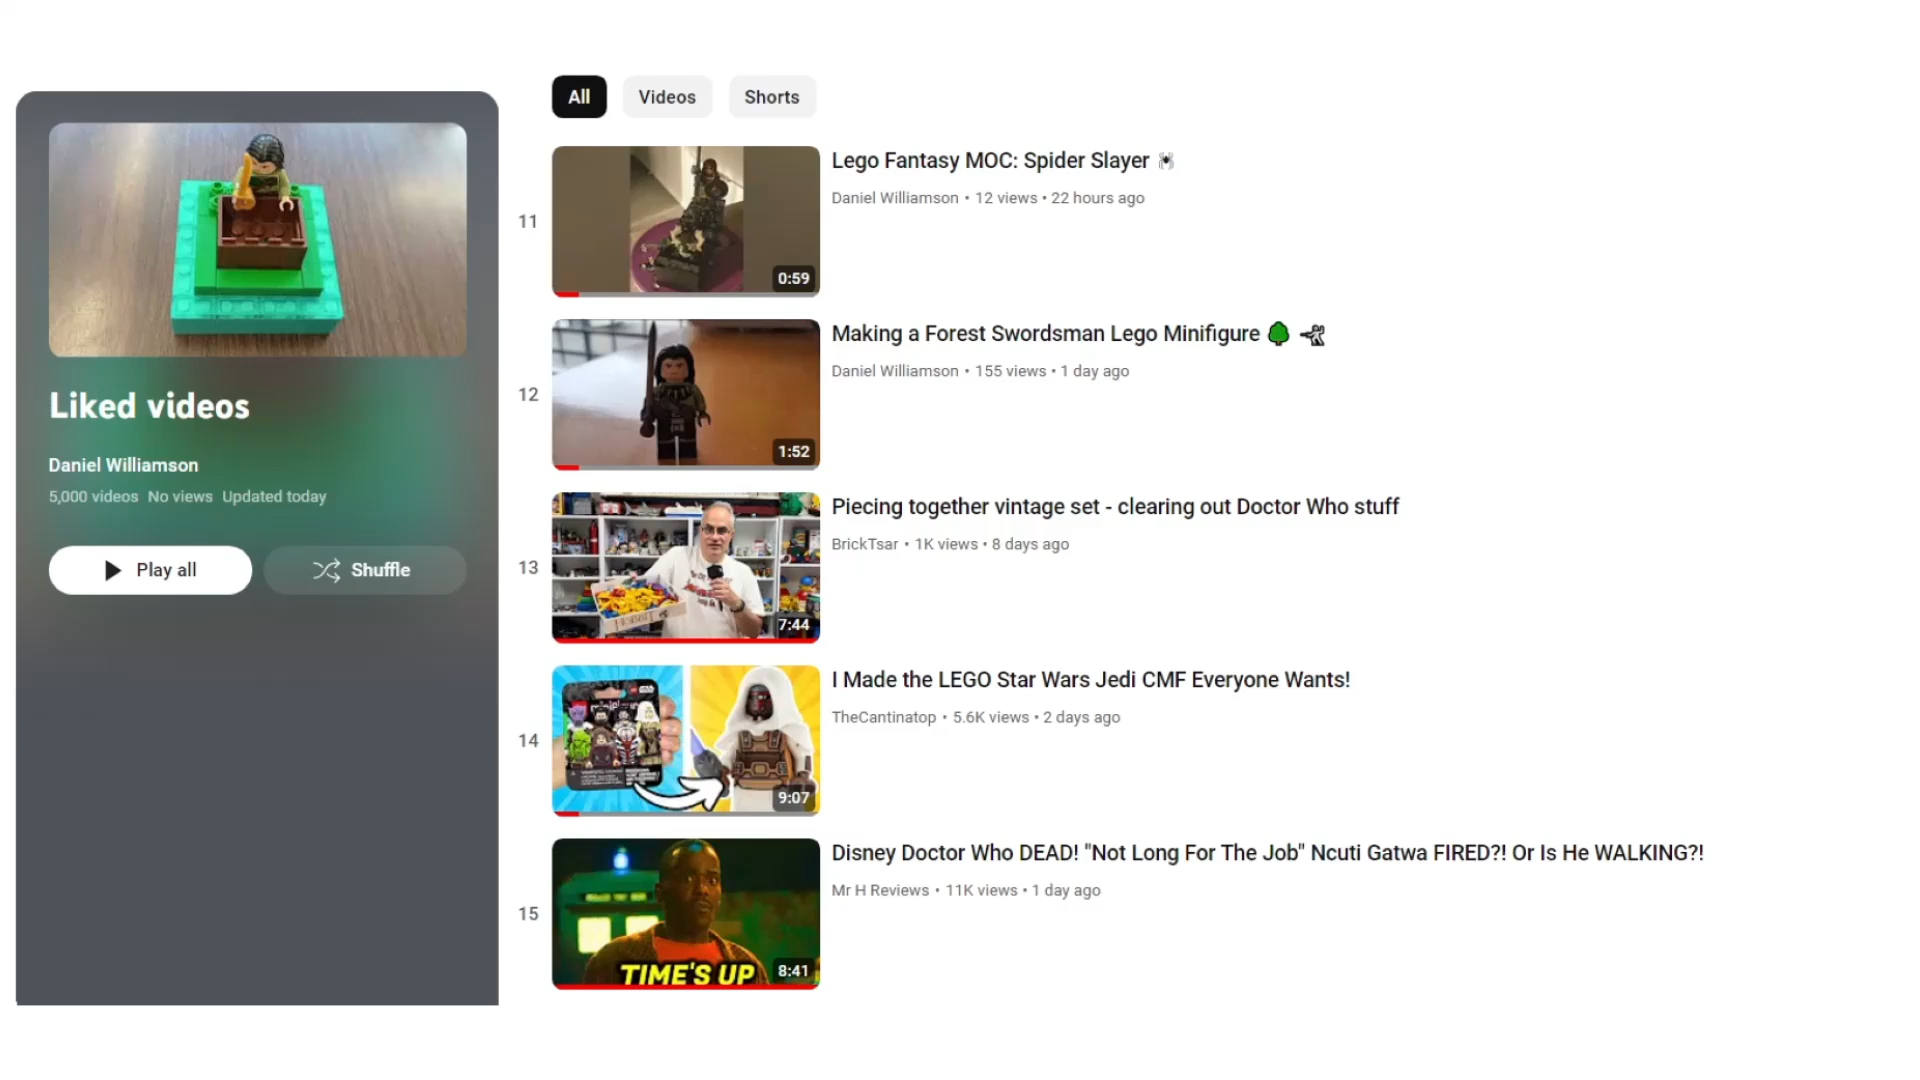 All
Videos
Shorts
Liked videos
Daniel Williamson
5,000 videos No views Updated today
Play all
Shuffle
11
0:59
Lego Fantasy MOC: Spider Slayer 🕷
Daniel Williamson • 12 views • 22 hours ago
12
1:52
Making a Forest Swordsman Lego Minifigure 🌳 🤺
Daniel Williamson • 155 views • 1 day ago
13
HOBBIT
7:44
Piecing together vintage set - clearing out Doctor Who stuff
BrickTsar • 1K views • 8 days ago
14
9:07
I Made the LEGO Star Wars Jedi CMF Everyone Wants!
TheCantinatop • 5.6K views • 2 days ago
15
TIME'S UP
8:41
Disney Doctor Who DEAD! "Not Long For The Job" Ncuti Gatwa FIRED?! Or Is He WALKING?!
Mr H Reviews • 11K views • 1 day ago